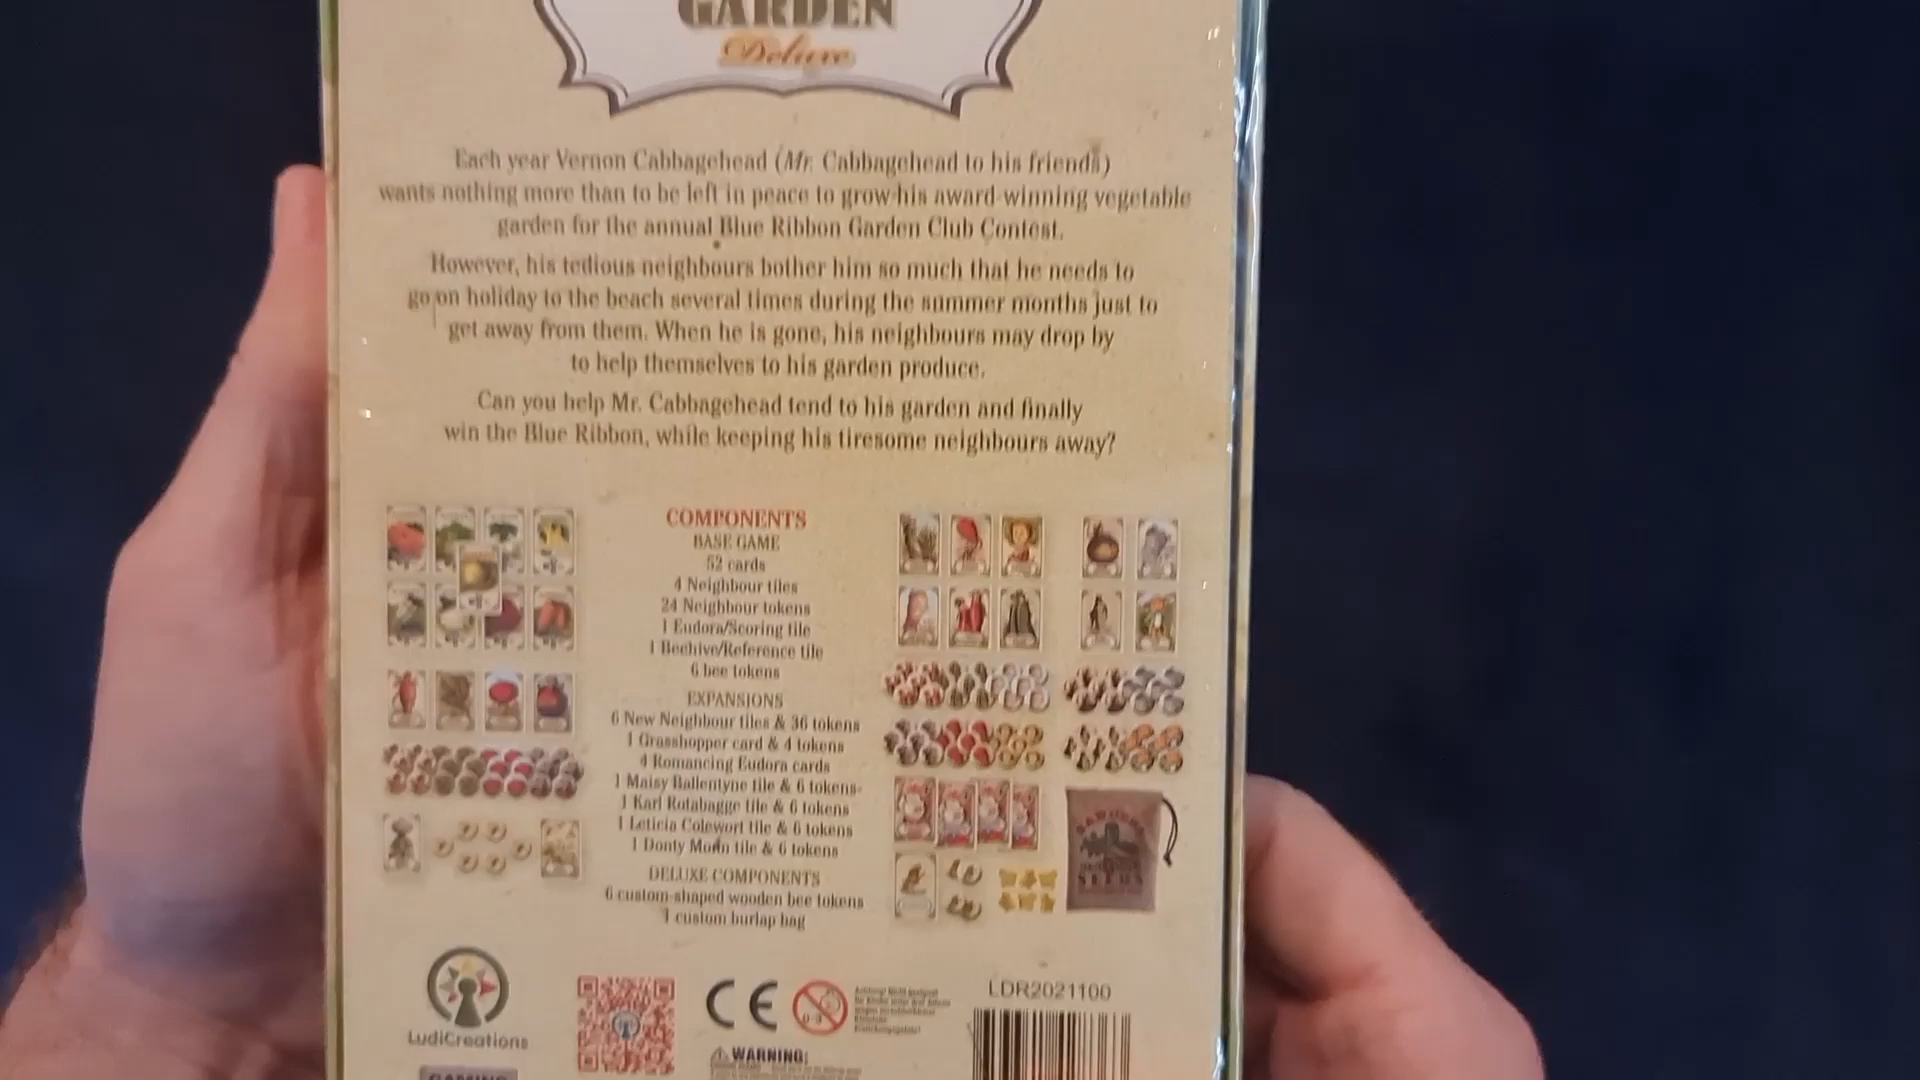 GARDEN
Deluxe
Each year Vernon Cabbagehead (Mr. Cabbagehead to his friends)
wants nothing more than to be left in peace to grow his award-winning vegetable
garden for the annual Blue Ribbon Garden Club Contest.
However, his tedious neighbours bother him so much that he needs to
go on holiday to the beach several times during the summer months just to
get away from them. When he is gone, his neighbours may drop by
to help themselves to his garden produce.
Can you help Mr. Cabbagehead tend to his garden and finally
win the Blue Ribbon, while keeping his tiresome neighbours away?
COMPONENTS
BASE GAME
52 cards
4 Neighbour tiles
24 Neighbour tokens
1 Eudora/Scoring tile
1 Beehive/Reference tile
6 bee tokens
EXPANSIONS
6 New Neighbour tiles & 36 tokens
1 Grasshopper card & 4 tokens
4 Romancing Eudora cards
1 Maisy Ballentyne tile & 6 tokens
1 Karl Rotabagge tile & 6 tokens
1 Leticia Colewort tile & 6 tokens
1 Donty Moan tile & 6 tokens
DELUXE COMPONENTS
6 custom-shaped wooden bee tokens
1 custom burlap bag
SEEDS
LudiCreations
CE
0-3
WARNING:
LDR2021100
GAMING